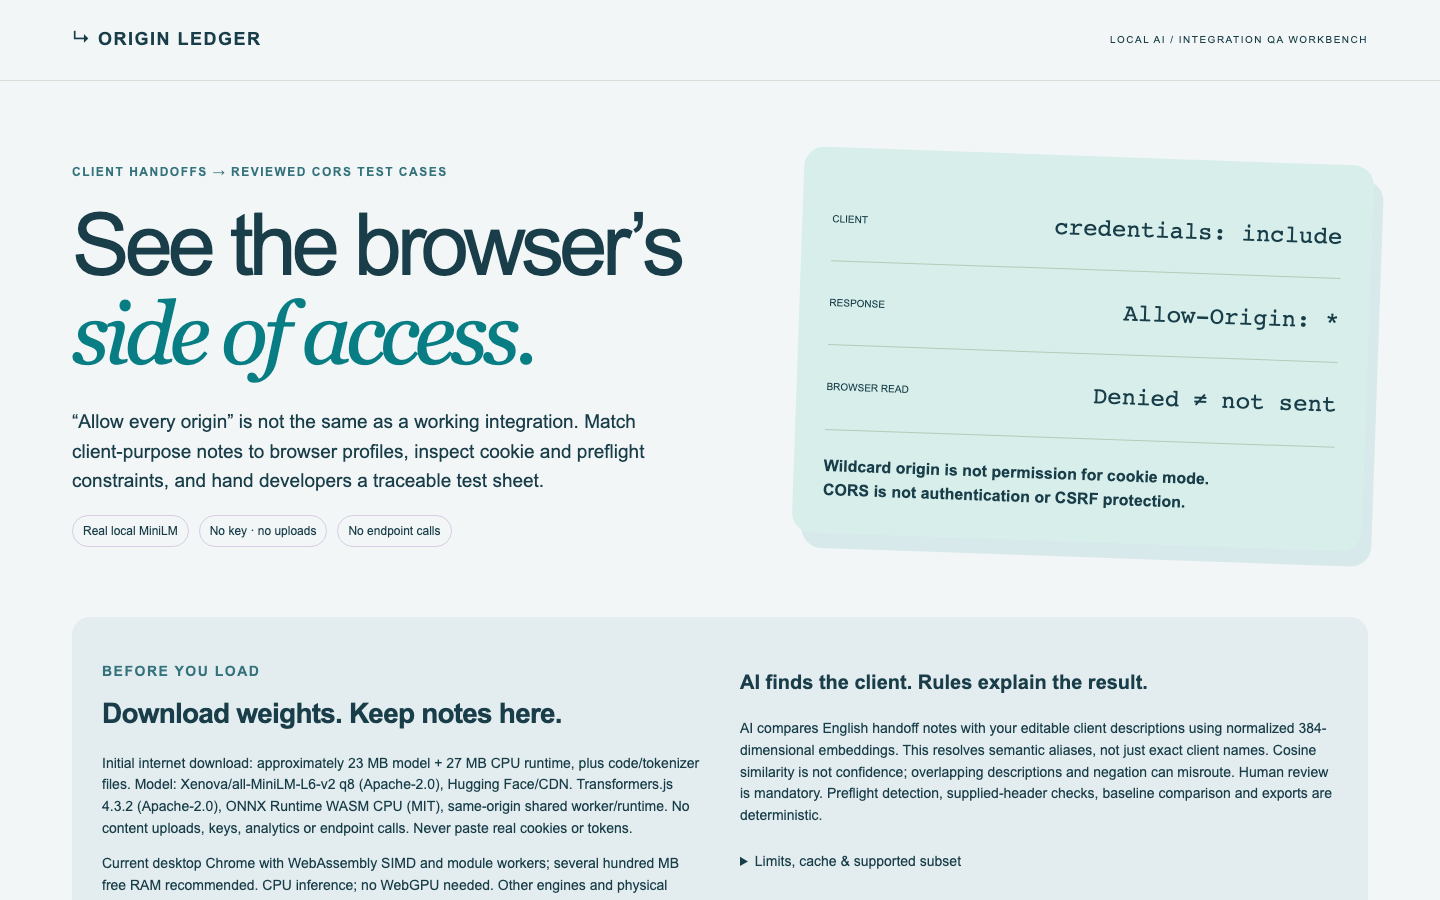 ↳ ORIGIN LEDGER
LOCAL AI / INTEGRATION QA WORKBENCH
CLIENT HANDOFFS → REVIEWED CORS TEST CASES
See the browser’s
side of access.
“Allow every origin” is not the same as a working integration. Match
client-purpose notes to browser profiles, inspect cookie and preflight
constraints, and hand developers a traceable test sheet.
Real local MiniLM
No key · no uploads
No endpoint calls
CLIENT
credentials: include
RESPONSE
Allow-Origin: *
BROWSER READ
Denied ≠ not sent
Wildcard origin is not permission for cookie mode.
CORS is not authentication or CSRF protection.
BEFORE YOU LOAD
Download weights. Keep notes here.
Initial internet download: approximately 23 MB model + 27 MB CPU runtime, plus code/tokenizer
files. Model: Xenova/all-MiniLM-L6-v2 q8 (Apache-2.0), Hugging Face/CDN. Transformers.js
4.3.2 (Apache-2.0), ONNX Runtime WASM CPU (MIT), same-origin shared worker/runtime. No
content uploads, keys, analytics or endpoint calls. Never paste real cookies or tokens.
Current desktop Chrome with WebAssembly SIMD and module workers; several hundred MB
free RAM recommended. CPU inference; no WebGPU needed. Other engines and physical
AI finds the client. Rules explain the result.
AI compares English handoff notes with your editable client descriptions using normalized 384-
dimensional embeddings. This resolves semantic aliases, not just exact client names. Cosine
similarity is not confidence; overlapping descriptions and negation can misroute. Human review
is mandatory. Preflight detection, supplied-header checks, baseline comparison and exports are
deterministic.
▶ Limits, cache & supported subset